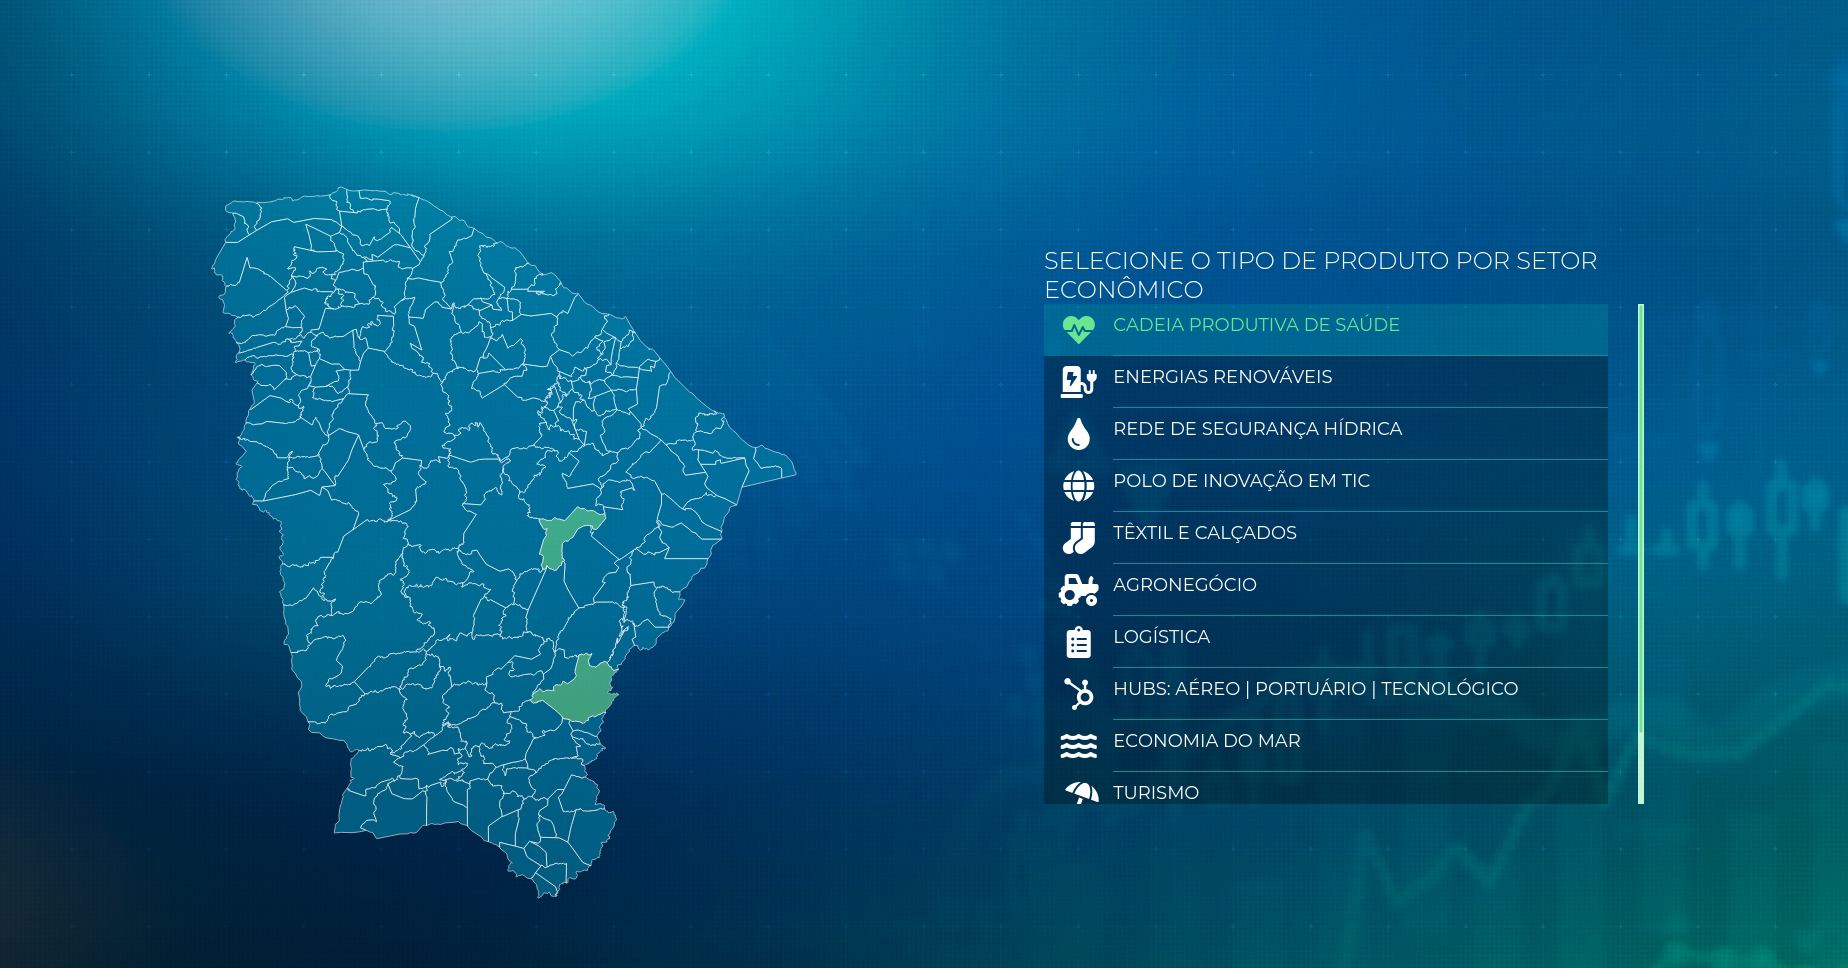 SELECIONE O TIPO DE PRODUTO POR SETOR
ECONÔMICO
CADEIA PRODUTIVA DE SAÚDE
ENERGIAS RENOVÁVEIS
REDE DE SEGURANÇA HÍDRICA
POLO DE INOVAÇÃO EM TIC
TÊXTIL E CALÇADOS
AGRONEGÓCIO
LOGÍSTICA
HUBS: AÉREO | PORTUÁRIO | TECNOLÓGICO
ECONOMIA DO MAR
TURISMO